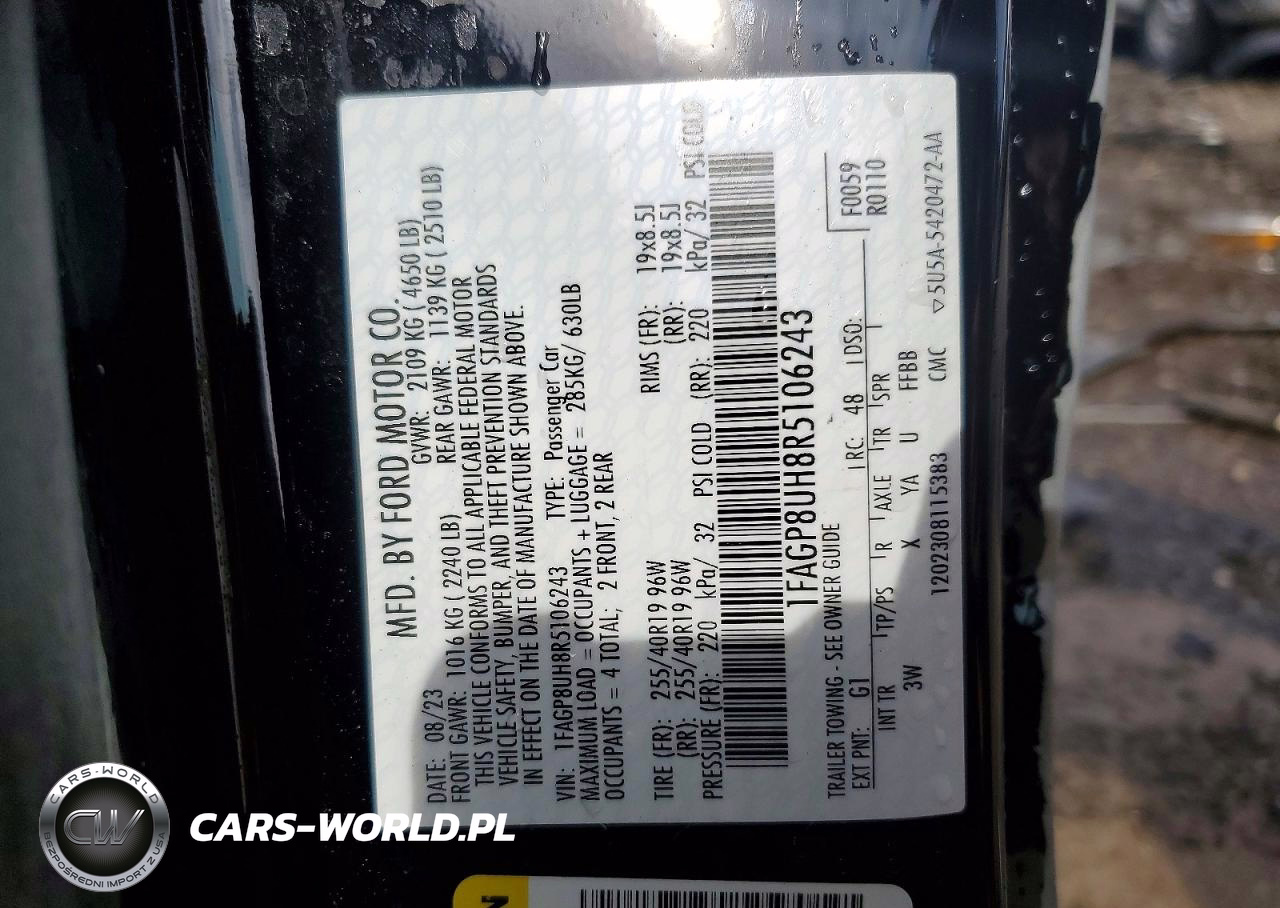 MFD. BY FORD MOTOR CO.
DATE: 08/23 GVWR: 2109 KG ( 4650 LB)
FRONT GAWR: 1016 KG ( 2240 LB) REAR GAWR: 1139 KG ( 2510 LB)
THIS VEHICLE CONFORMS TO ALL APPLICABLE FEDERAL MOTOR
VEHICLE SAFETY, BUMPER, AND THEFT PREVENTION STANDARDS
IN EFFECT ON THE DATE OF MANUFACTURE SHOWN ABOVE.
VIN: 1FAGP8UH8R5106243 TYPE: Passenger Car
MAXIMUM LOAD = OCCUPANTS + LUGGAGE = 285KG/ 630LB
OCCUPANTS = 4 TOTAL; 2 FRONT, 2 REAR
TIRE (FR): 255/40R19 96W RIMS (FR): 19x8.5J
(RR): 255/40R19 96W (RR): 19x8.5J
PRESSURE (FR): 220 kPa/ 32 PSI COLD (RR): 220 kPa/ 32 PSI COLD
1FAGP8UH8R5106243
TRAILER TOWING - SEE OWNER GUIDE
F0059
R0110
EXT PNT: G1 RC: 48 DSO:
INT TR TP/PS R AXLE TR SPR
3W X YA U FFBB
1202308115383 CMC ▽5U5A-5420472-AA
N
CARS-WORLD
CW
BEZPOŚREDNI IMPORT Z USA
CARS-WORLD.PL